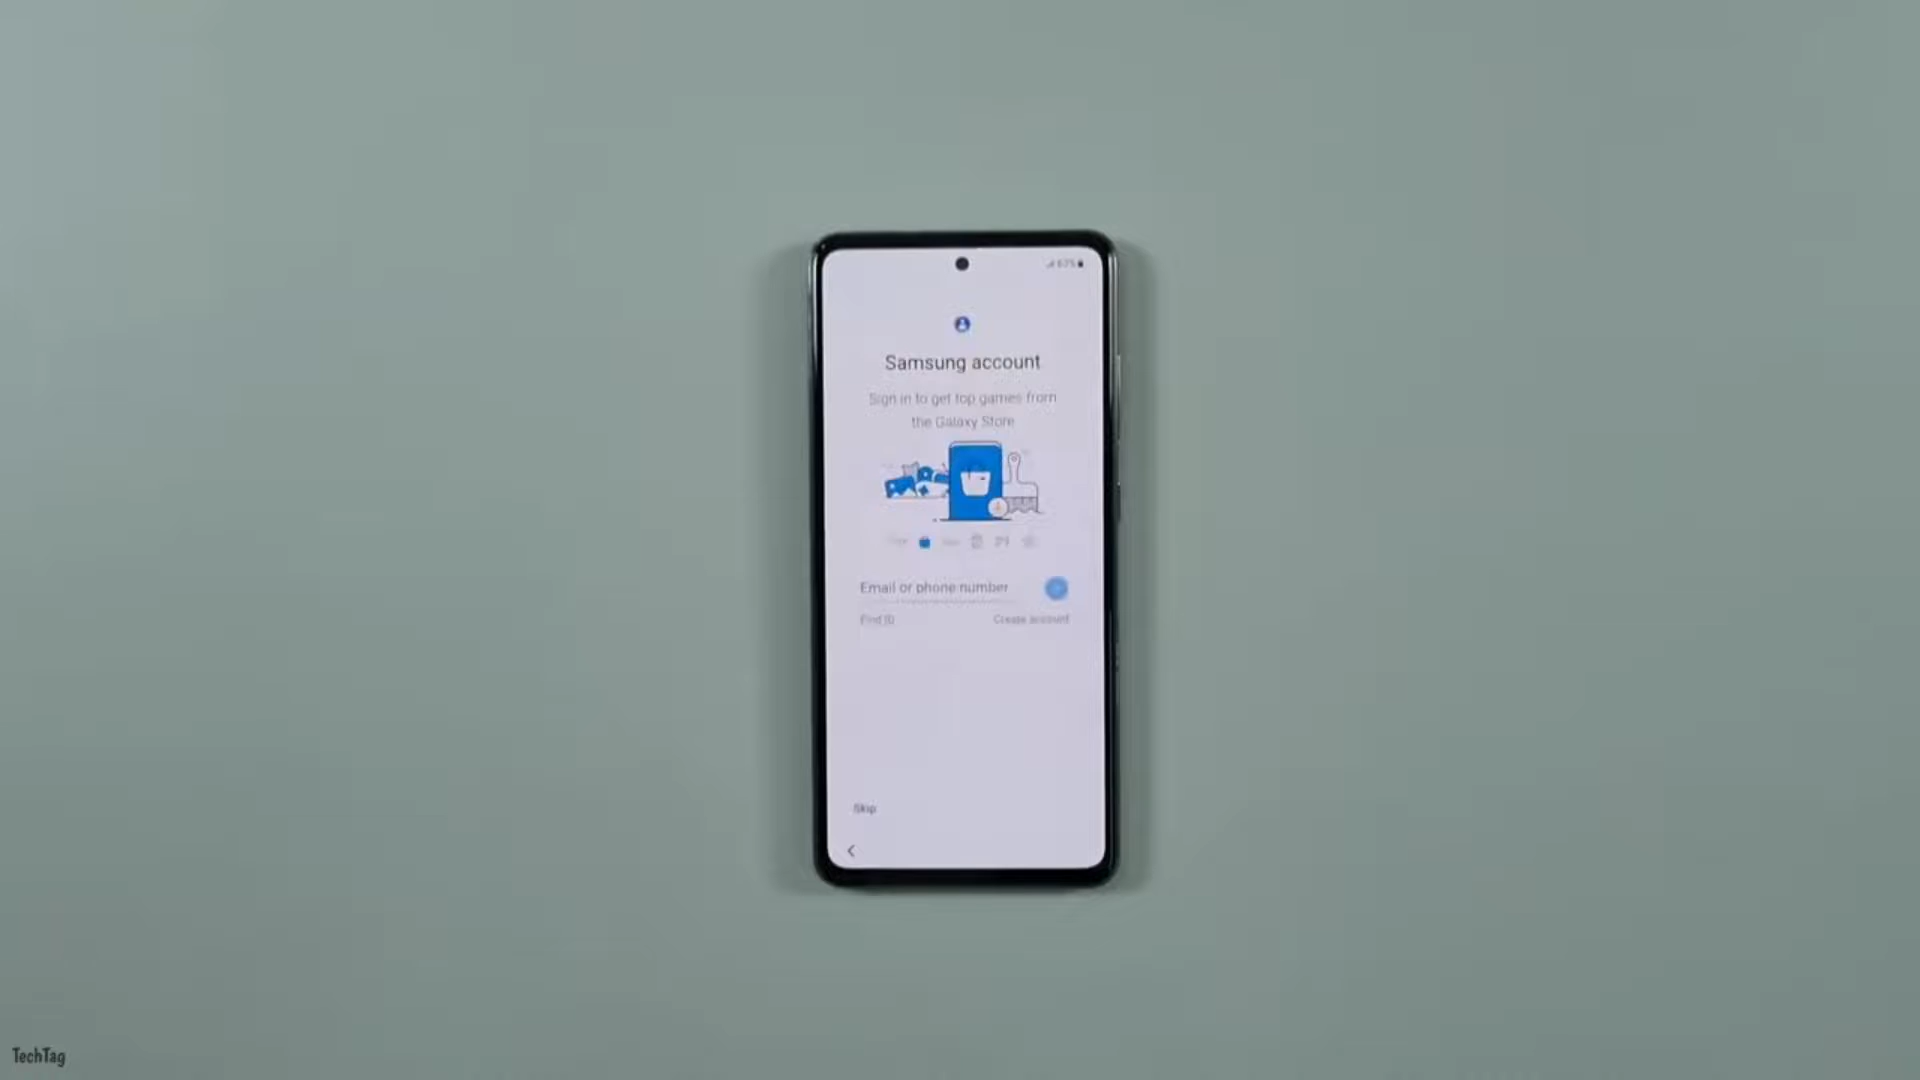 67%
Samsung account
Sign in to get top games from
the Galaxy Store
Email or phone number
Find ID
Create account
Skip
TechTag